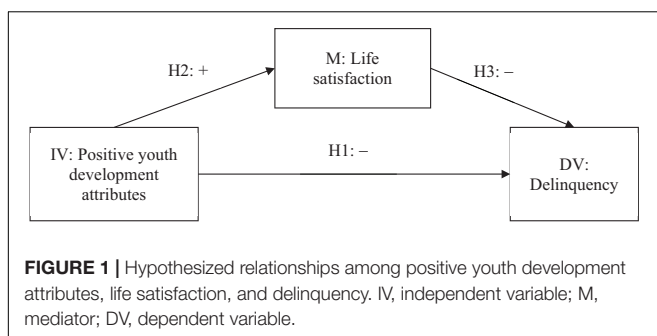 M: Life
satisfaction
H2: +
H3: –
IV: Positive youth
development
attributes
H1: –
DV:
Delinquency
FIGURE 1 | Hypothesized relationships among positive youth development
attributes, life satisfaction, and delinquency. IV, independent variable; M,
mediator; DV, dependent variable.